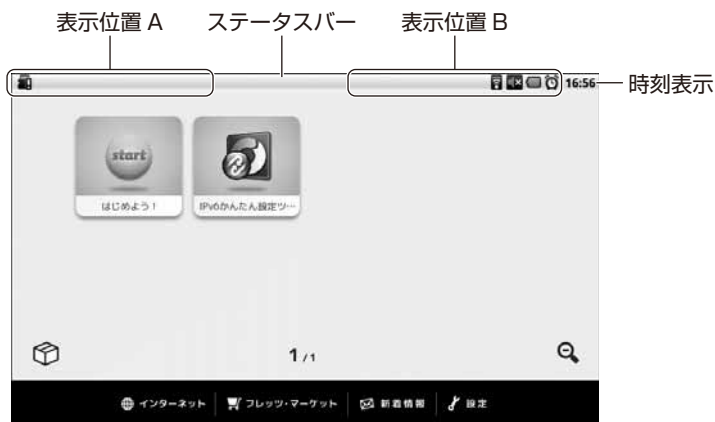 表示位置 A ステータスバー 表示位置 B
16:56 時刻表示
start
はじめよう! IPv6かんたん設定ツ…
1 /1
インターネット フレッツ・マーケット 新着情報 設定